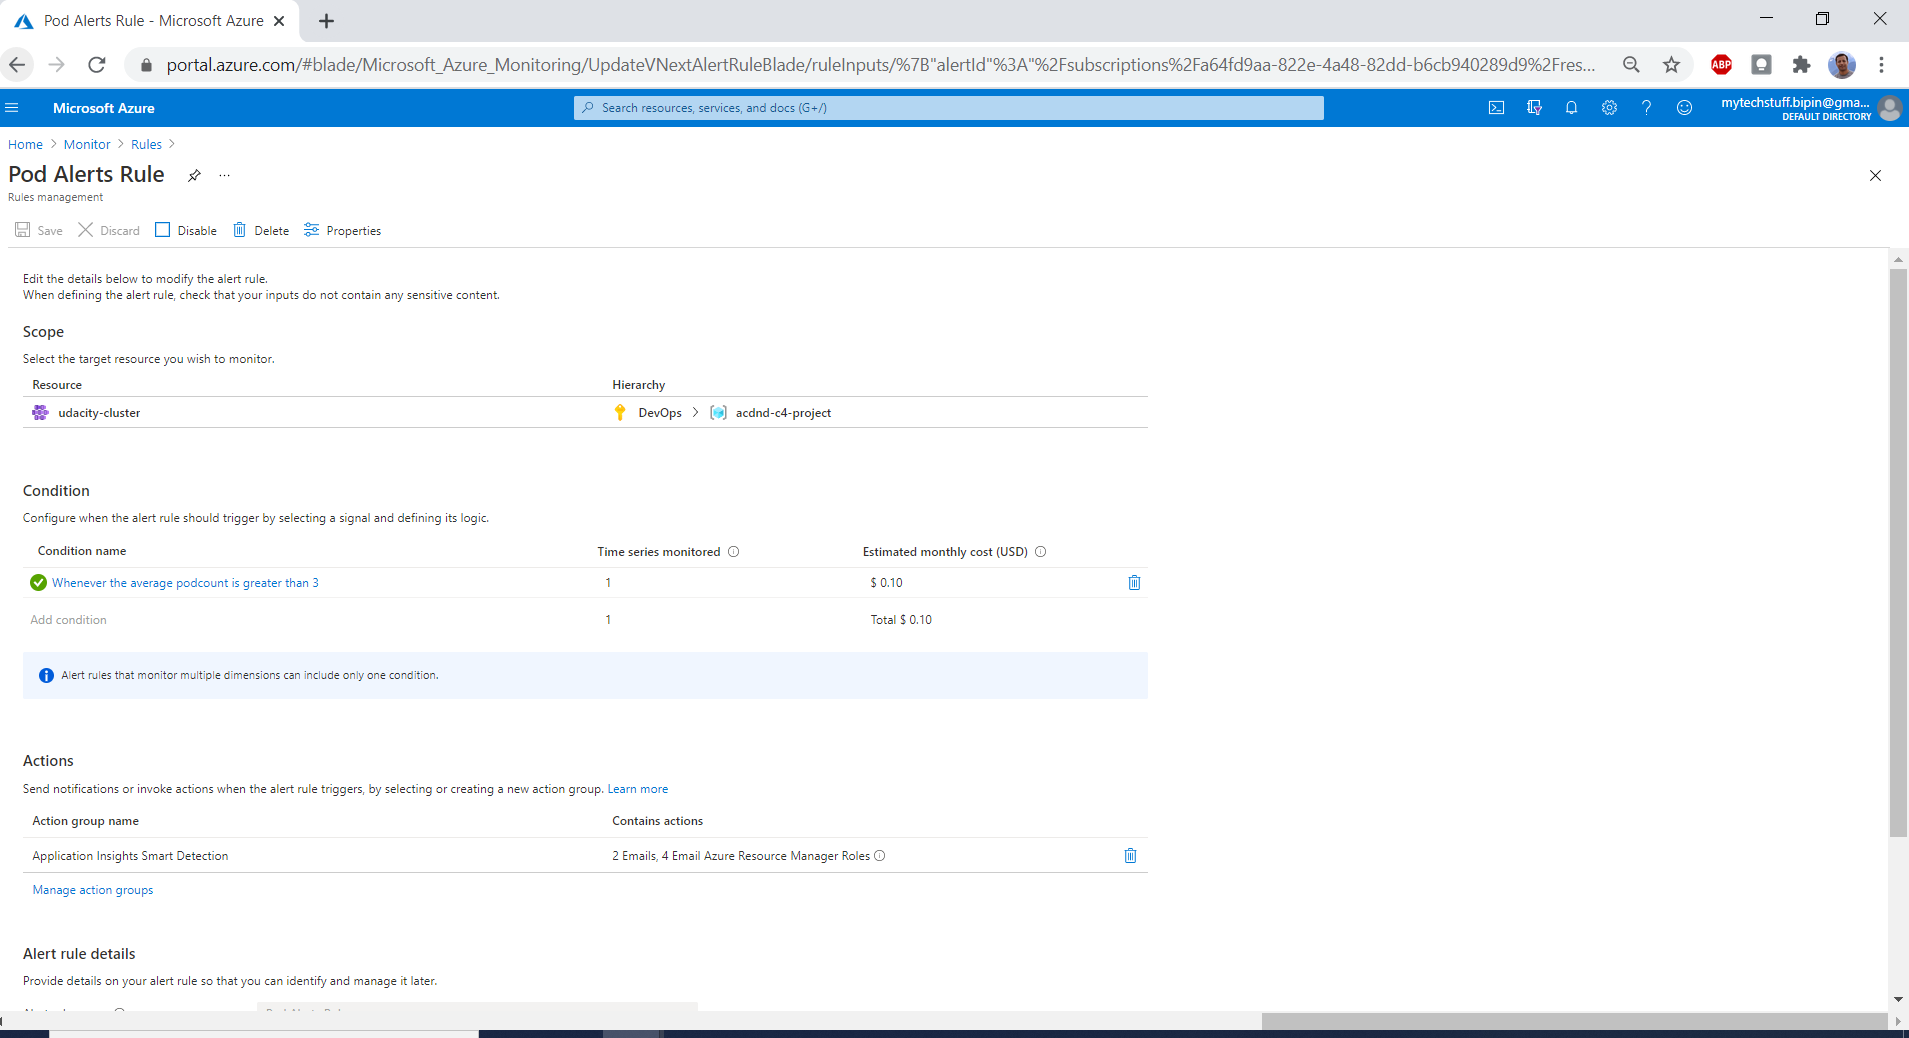 Pod Alerts Rule - Microsoft Azure
portal.azure.com/#blade/Microsoft_Azure_Monitoring/UpdateVNextAlertRuleBlade/ruleInputs/%7B"alertId"%3A"%2Fsubscriptions%2Fa64fd9aa-822e-4a48-82dd-b6cb940289d9%2Fres...
ABP
Microsoft Azure
Search resources, services, and docs (G+/)
mytechstuff.bipin@gma...
DEFAULT DIRECTORY
Home > Monitor > Rules >
Pod Alerts Rule
Rules management
Save Discard Disable Delete Properties
Edit the details below to modify the alert rule.
When defining the alert rule, check that your inputs do not contain any sensitive content.
Scope
Select the target resource you wish to monitor.
Resource Hierarchy
udacity-cluster DevOps > acdnd-c4-project
Condition
Configure when the alert rule should trigger by selecting a signal and defining its logic.
Condition name Time series monitored Estimated monthly cost (USD)
Whenever the average podcount is greater than 3 1 $ 0.10
Add condition 1 Total $ 0.10
Alert rules that monitor multiple dimensions can include only one condition.
Actions
Send notifications or invoke actions when the alert rule triggers, by selecting or creating a new action group. Learn more
Action group name Contains actions
Application Insights Smart Detection 2 Emails, 4 Email Azure Resource Manager Roles
Manage action groups
Alert rule details
Provide details on your alert rule so that you can identify and manage it later.